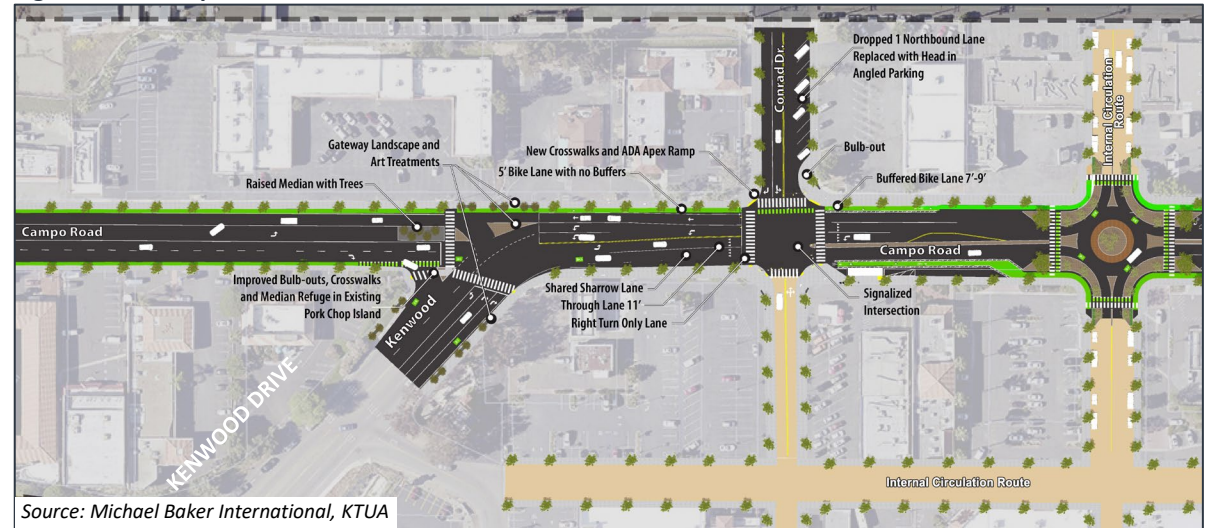 Dropped 1 Northbound Lane
Replaced with Head in
Angled Parking
Conrad Dr.
Internal Circulation
Route
Gateway Landscape and
Art Treatments
New Crosswalks and ADA Apex Ramp
Bulb-out
5' Bike Lane with no Buffers
Raised Median with Trees
Buffered Bike Lane 7'-9'
Campo Road
Campo Road
Improved Bulb-outs, Crosswalks
and Median Refuge in Existing
Pork Chop Island
Shared Sharrow Lane
Through Lane 11'
Right Turn Only Lane
Signalized
Intersection
Kenwood
KENWOOD DRIVE
Internal Circulation Route
Source: Michael Baker International, KTUA